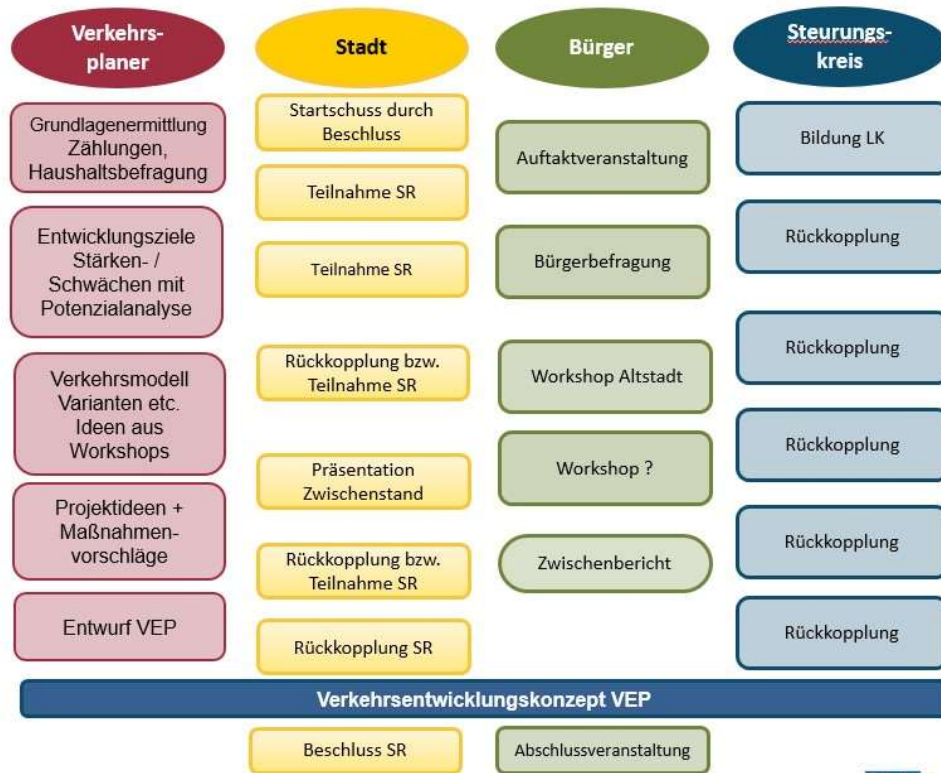 Verkehrs-
planer
Grundlagenermittlung
Zählungen,
Haushaltsbefragung
Entwicklungsziele
Stärken- /
Schwächen mit
Potenzialanalyse
Verkehrsmodell
Varianten etc.
Ideen aus
Workshops
Projektideen +
Maßnahmen-
vorschläge
Entwurf VEP
Stadt
Startschuss durch
Beschluss
Teilnahme SR
Teilnahme SR
Rückkopplung bzw.
Teilnahme SR
Präsentation
Zwischenstand
Rückkopplung bzw.
Teilnahme SR
Rückkopplung SR
Bürger
Auftaktveranstaltung
Bürgerbefragung
Workshop Altstadt
Workshop ?
Zwischenbericht
Steurungs-
kreis
Bildung LK
Rückkopplung
Rückkopplung
Rückkopplung
Rückkopplung
Rückkopplung
Verkehrsentwicklungskonzept VEP
Beschluss SR
Abschlussveranstaltung